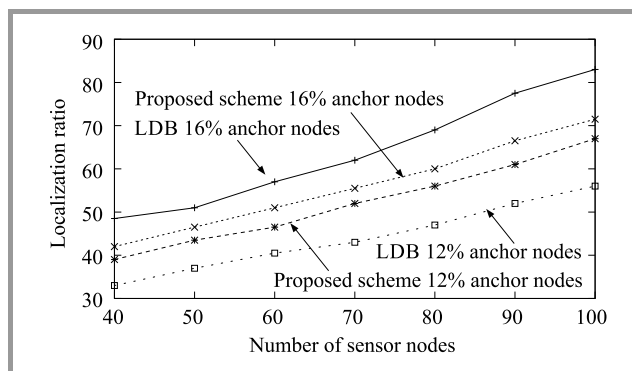 90
80
70
60
50
40
30
Localization ratio
Proposed scheme 16% anchor nodes
LDB 16% anchor nodes
LDB 12% anchor nodes
Proposed scheme 12% anchor nodes
40 50 60 70 80 90 100
Number of sensor nodes